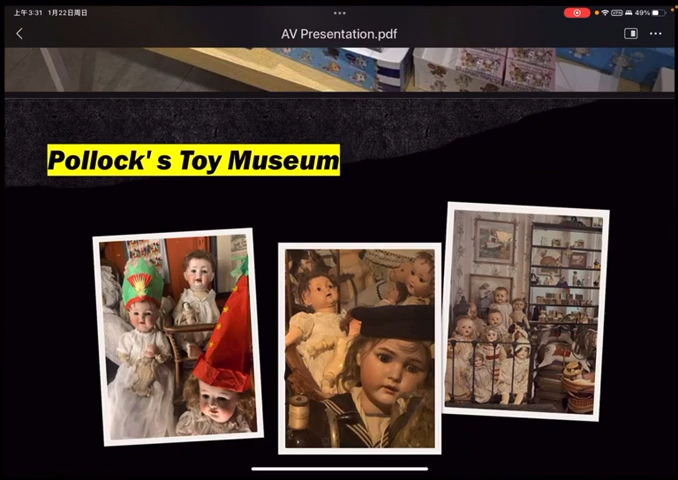 上午3:31 1月22日周日
49%
AV Presentation.pdf
Pollock's Toy Museum